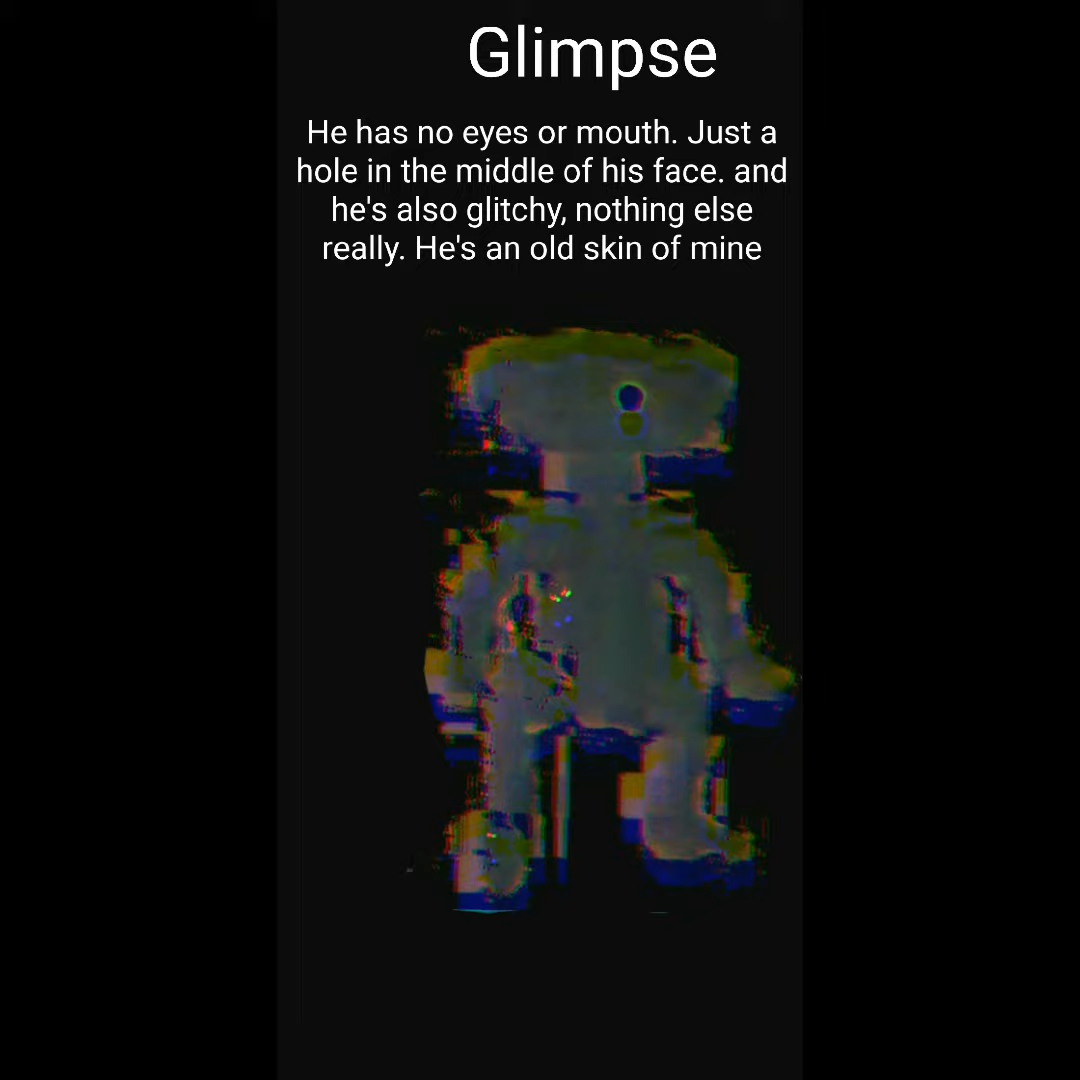 Glimpse
He has no eyes or mouth. Just a
hole in the middle of his face. and
he's also glitchy, nothing else
really. He's an old skin of mine